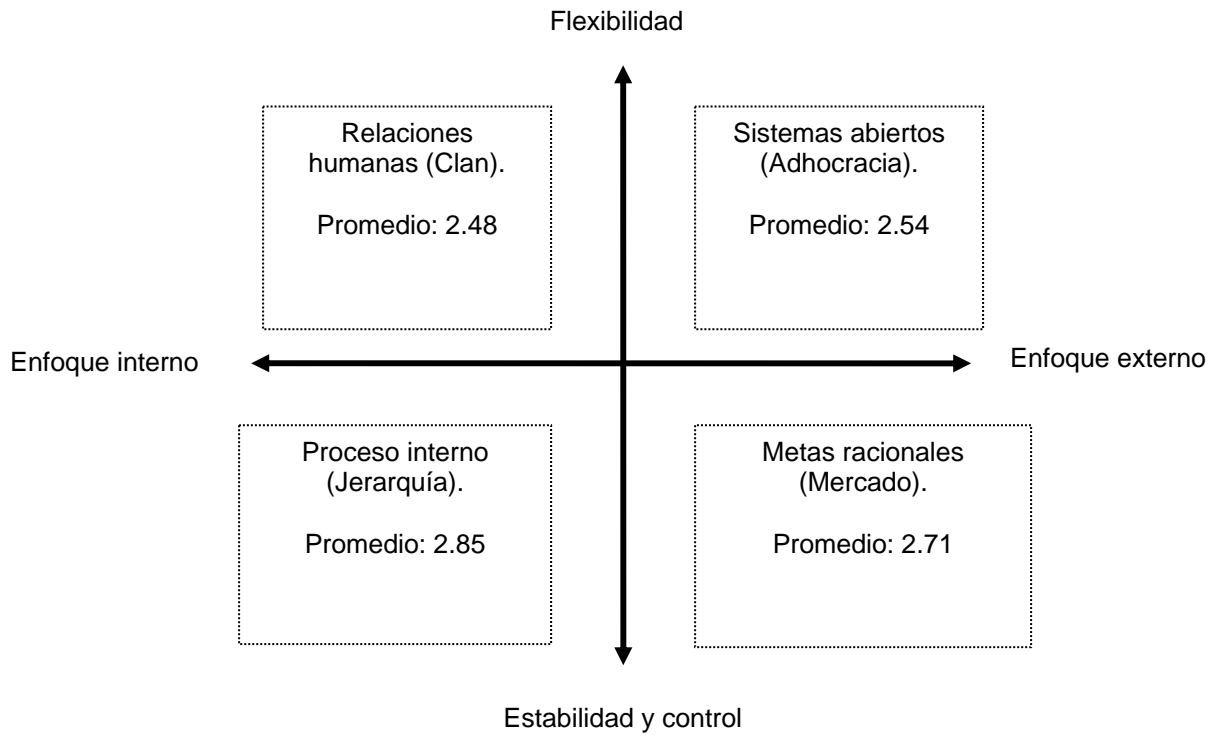 Flexibilidad
Relaciones
humanas (Clan).
Promedio: 2.48
Sistemas abiertos
(Adhocracia).
Promedio: 2.54
Enfoque interno
Enfoque externo
Proceso interno
(Jerarquía).
Promedio: 2.85
Metas racionales
(Mercado).
Promedio: 2.71
Estabilidad y control